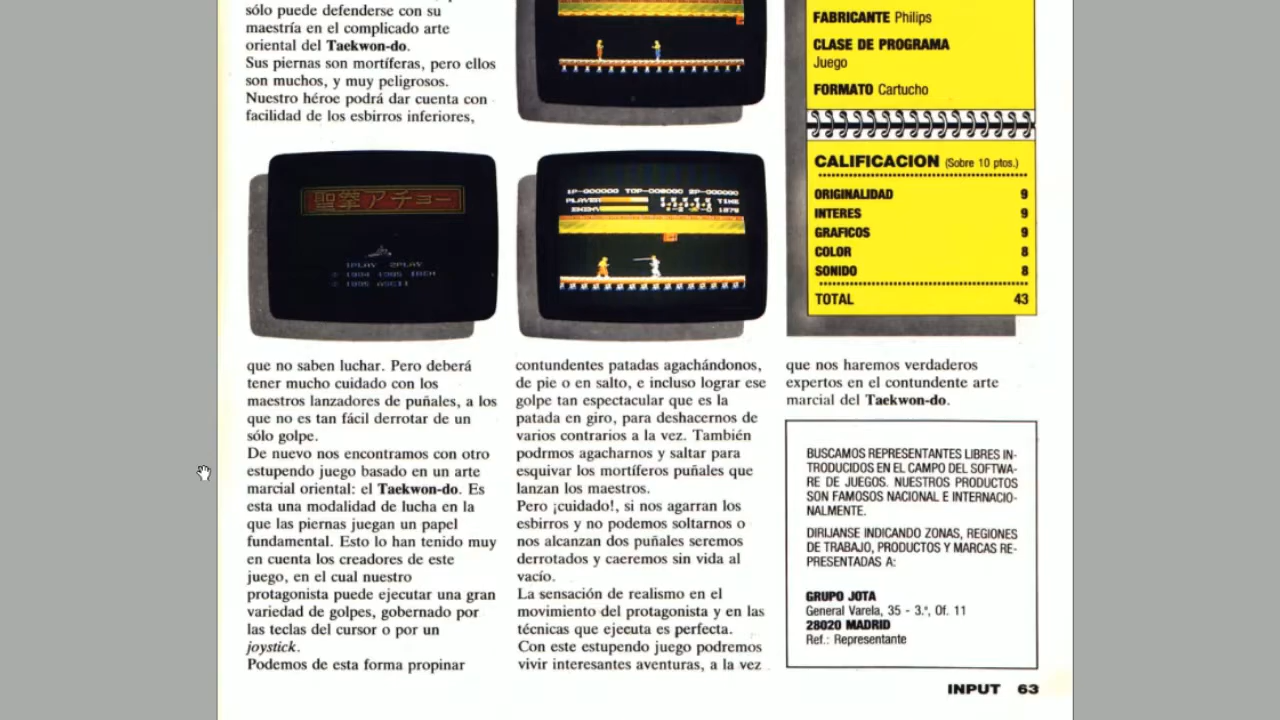 sólo puede defenderse con su
maestría en el complicado arte
oriental del Taekwon-do.
Sus piernas son mortíferas, pero ellos
son muchos, y muy peligrosos.
Nuestro héroe podrá dar cuenta con
facilidad de los esbirros inferiores,
聖拳アチョー
1PLAY 2PLAY
© 1984 1985 IREM
© 1985 ASCII
que no saben luchar. Pero deberá
tener mucho cuidado con los
maestros lanzadores de puñales, a los
que no es tan fácil derrotar de un
sólo golpe.
De nuevo nos encontramos con otro
estupendo juego basado en un arte
marcial oriental: el Taekwon-do. Es
esta una modalidad de lucha en la
que las piernas juegan un papel
fundamental. Esto lo han tenido muy
en cuenta los creadores de este
juego, en el cual nuestro
protagonista puede ejecutar una gran
variedad de golpes, gobernado por
las teclas del cursor o por un
joystick.
Podemos de esta forma propinar
1P-000000 TOP-008000 2P-000000
PLAYER TIME
ENEMY
contundentes patadas agachándonos,
de pie o en salto, e incluso lograr ese
golpe tan espectacular que es la
patada en giro, para deshacernos de
varios contrarios a la vez. También
podrmos agacharnos y saltar para
esquivar los mortíferos puñales que
lanzan los maestros.
Pero ¡cuidado!, si nos agarran los
esbirros y no podemos soltarnos o
nos alcanzan dos puñales seremos
derrotados y caeremos sin vida al
vacío.
La sensación de realismo en el
movimiento del protagonista y en las
técnicas que ejecuta es perfecta.
Con este estupendo juego podremos
vivir interesantes aventuras, a la vez
FABRICANTE Philips
CLASE DE PROGRAMA
Juego
FORMATO Cartucho
CALIFICACION (Sobre 10 ptos.)
ORIGINALIDAD 9
INTERES 9
GRAFICOS 9
COLOR 8
SONIDO 8
TOTAL 43
que nos haremos verdaderos
expertos en el contundente arte
marcial del Taekwon-do.
BUSCAMOS REPRESENTANTES LIBRES IN-
TRODUCIDOS EN EL CAMPO DEL SOFTWA-
RE DE JUEGOS. NUESTROS PRODUCTOS
SON FAMOSOS NACIONAL E INTERNACIO-
NALMENTE.
DIRIJANSE INDICANDO ZONAS, REGIONES
DE TRABAJO, PRODUCTOS Y MARCAS RE-
PRESENTADAS A:
GRUPO JOTA
General Varela, 35 - 3.º, Of. 11
28020 MADRID
Ref.: Representante
INPUT 63